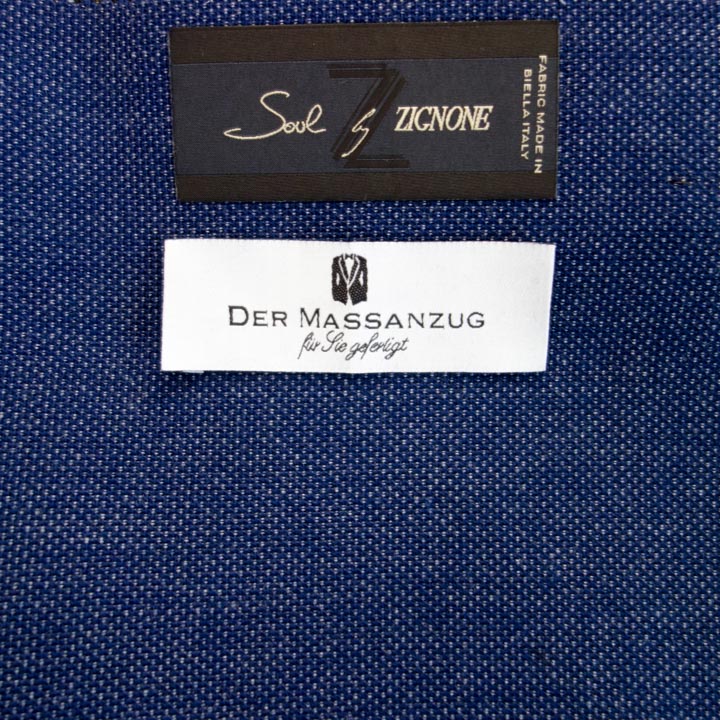 Soul by ZIGNONE
FABRIC MADE IN
BIELLA ITALY
DER MASSANZUG
für Sie gefertigt